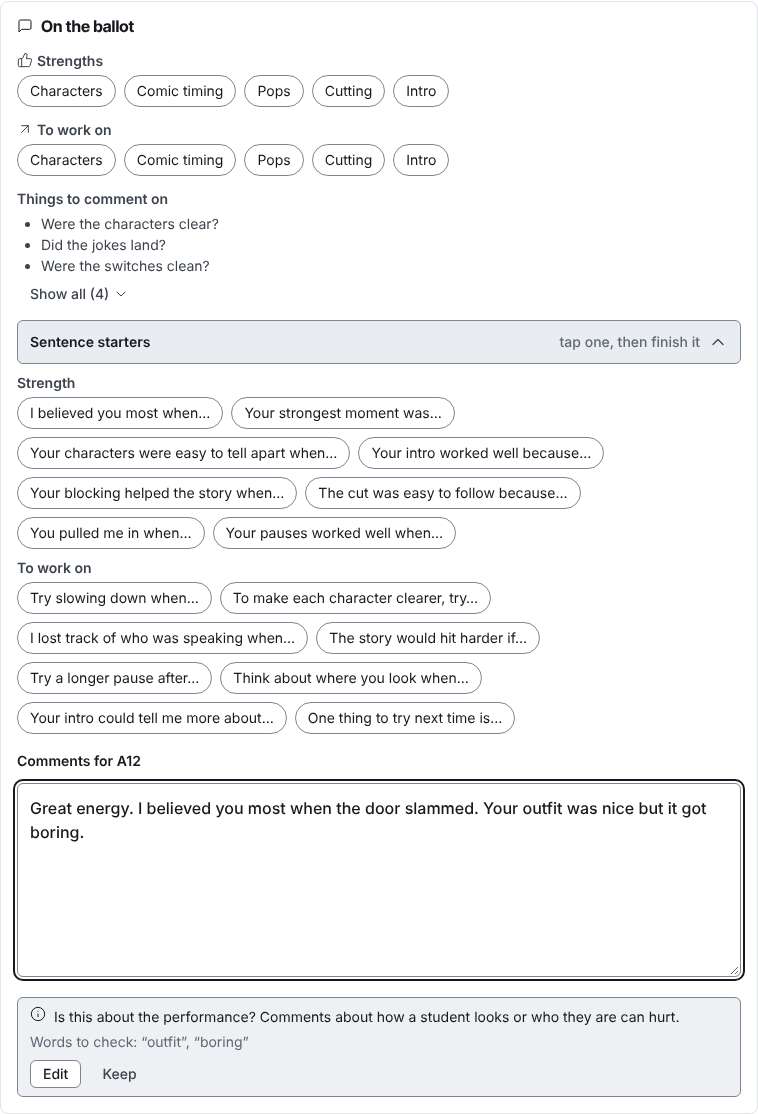 On the ballot
Strengths
Characters Comic timing Pops Cutting Intro
To work on
Characters Comic timing Pops Cutting Intro
Things to comment on
• Were the characters clear?
• Did the jokes land?
• Were the switches clean?
Show all (4)
Sentence starters tap one, then finish it
Strength
I believed you most when... Your strongest moment was...
Your characters were easy to tell apart when... Your intro worked well because...
Your blocking helped the story when... The cut was easy to follow because...
You pulled me in when... Your pauses worked well when...
To work on
Try slowing down when... To make each character clearer, try...
I lost track of who was speaking when... The story would hit harder if...
Try a longer pause after... Think about where you look when...
Your intro could tell me more about... One thing to try next time is...
Comments for A12
Great energy. I believed you most when the door slammed. Your outfit was nice but it got
boring.
Is this about the performance? Comments about how a student looks or who they are can hurt.
Words to check: “outfit”, “boring”
Edit Keep